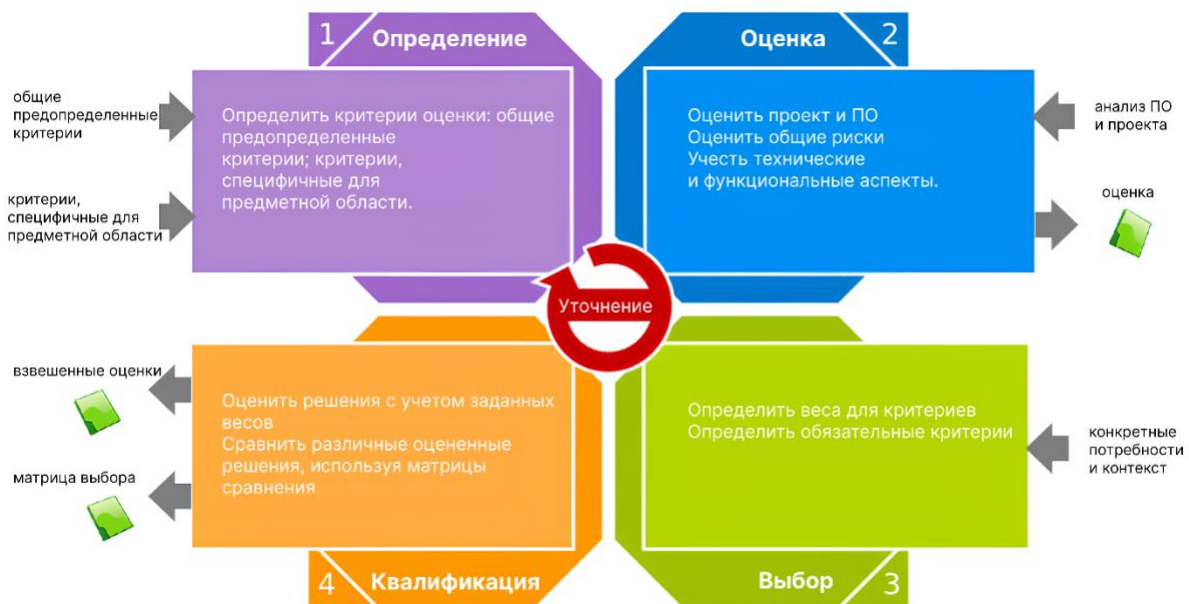 1
Определение
общие
предопределенные
критерии
критерии,
специфичные для
предметной области
Определить критерии оценки: общие
предопределенные
критерии; критерии,
специфичные для
предметной области.
Оценка
2
Оценить проект и ПО
Оценить общие риски
Учесть технические
и функциональные аспекты.
анализ ПО
и проекта
оценка
Уточнение
взвешенные оценки
матрица выбора
Оценить решения с учетом заданных
весов
Сравнить различные оцененные
решения, используя матрицы
сравнения
4
Квалификация
Определить веса для критериев
Определить обязательные критерии
конкретные
потребности
и контекст
Выбор
3